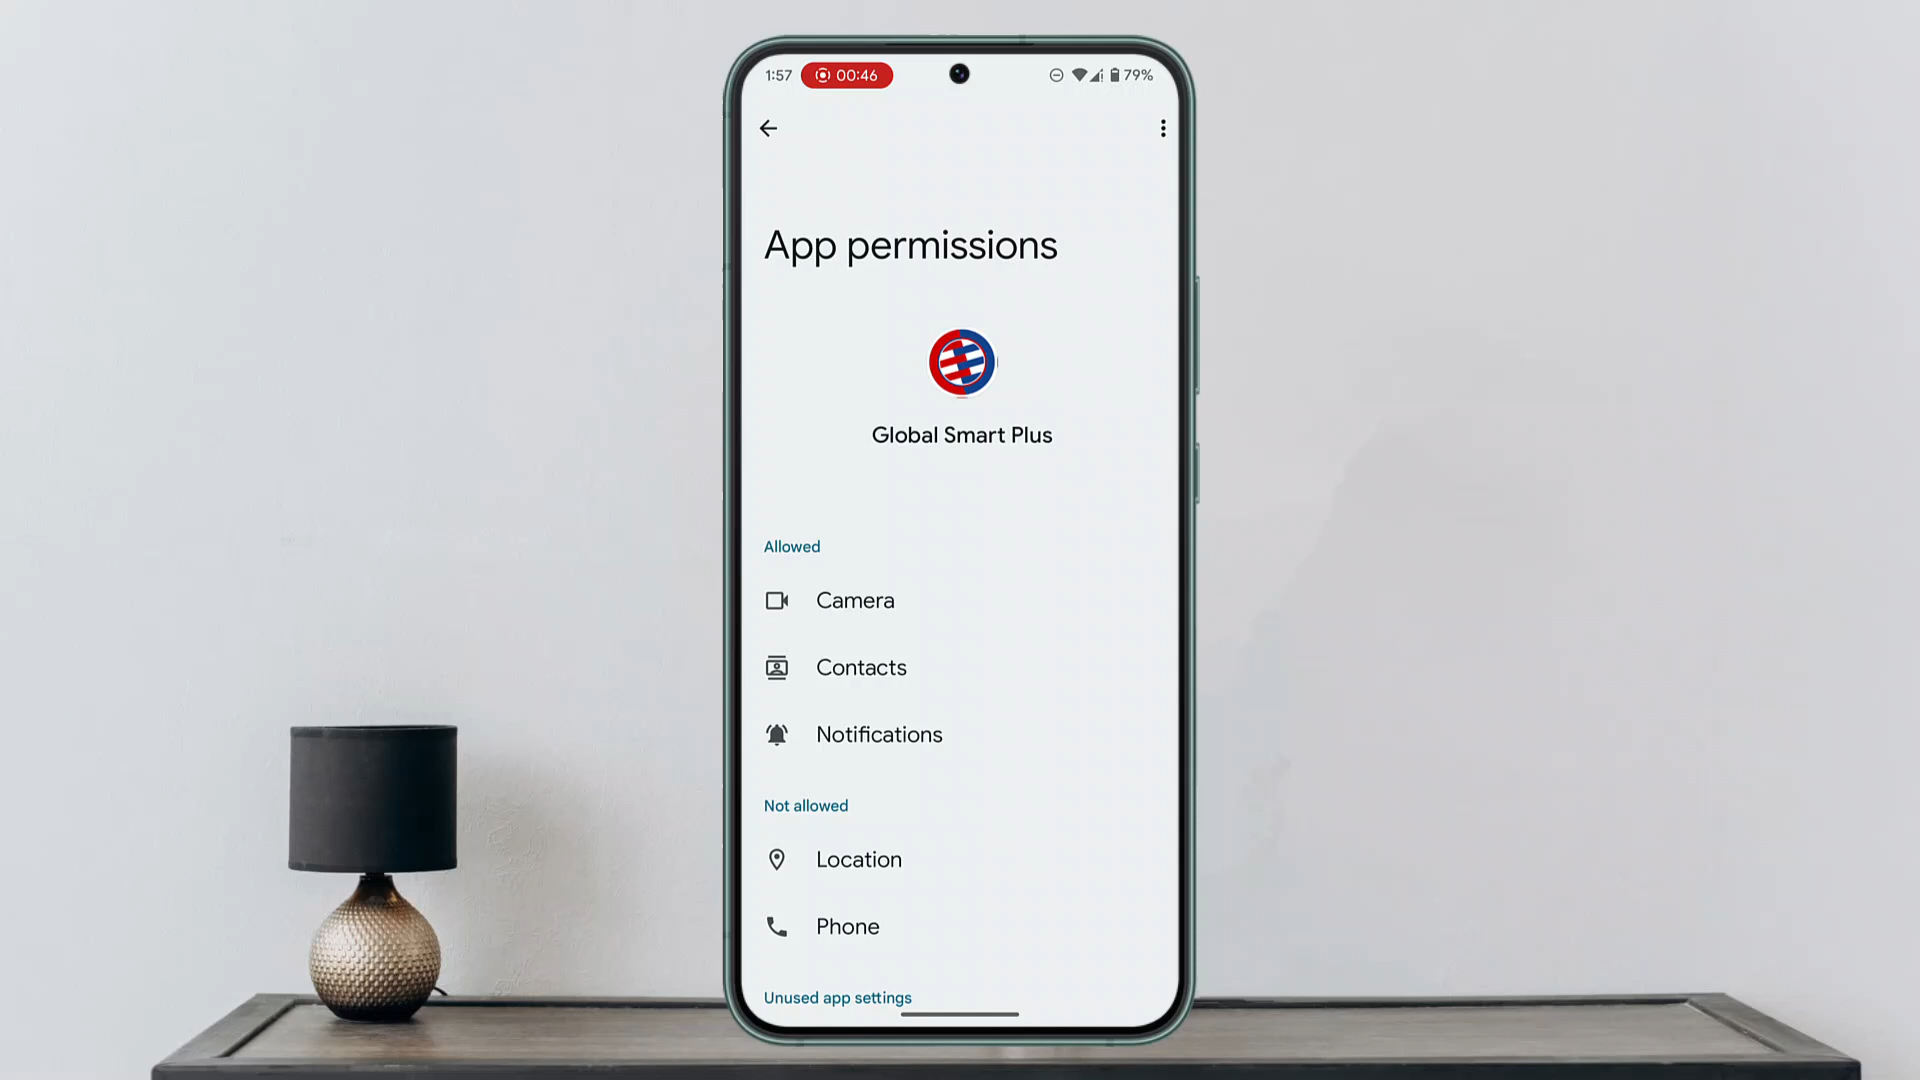 1:57 00:46 79%
App permissions
Global Smart Plus
Allowed
Camera
Contacts
Notifications
Not allowed
Location
Phone
Unused app settings